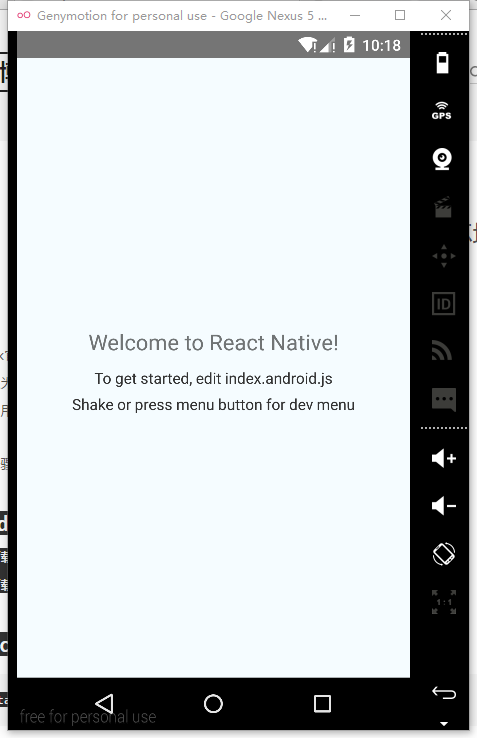 Genymotion for personal use - Google Nexus 5 ...
10:18
GPS
ID
Welcome to React Native!
To get started, edit index.android.js
Shake or press menu button for dev menu
1:1
free for personal use